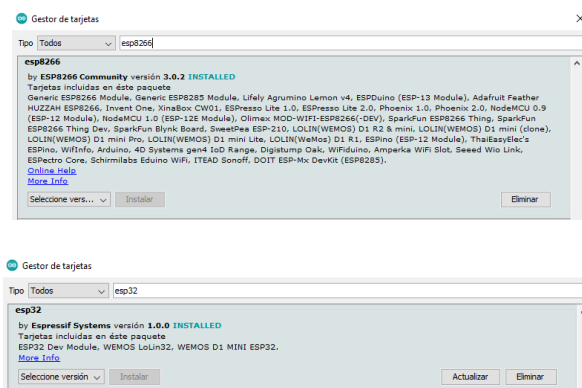 Gestor de tarjetas
Tipo Todos esp8266
esp8266
by ESP8266 Community versión 3.0.2 INSTALLED
Tarjetas incluidas en éste paquete
Generic ESP8266 Module, Generic ESP8285 Module, Lifely Agrumino Lemon v4, ESPDuino (ESP-13 Module), Adafruit Feather
HUZZAH ESP8266, Invent One, XinaBox CW01, ESPresso Lite 1.0, ESPresso Lite 2.0, Phoenix 1.0, Phoenix 2.0, NodeMCU 0.9
(ESP-12 Module), NodeMCU 1.0 (ESP-12E Module), Olimex MOD-WIFI-ESP8266(-DEV), SparkFun ESP8266 Thing, SparkFun
ESP8266 Thing Dev, SparkFun Blynk Board, SweetPea ESP-210, LOLIN(WEMOS) D1 R2 & mini, LOLIN(WEMOS) D1 mini (clone),
LOLIN(WEMOS) D1 mini Pro, LOLIN(WEMOS) D1 mini Lite, LOLIN(WeMos) D1 R1, ESPino (ESP-12 Module), ThaiEasyElec's
ESPino, WifInfo, Arduino, 4D Systems gen4 IoD Range, Digistump Oak, WiFiduino, Amperka WiFi Slot, Seeed Wio Link,
ESPectro Core, Schirmilabs Eduino WiFi, ITEAD Sonoff, DOIT ESP-Mx DevKit (ESP8285).
Online Help
More Info
Seleccione vers... Instalar Eliminar
Gestor de tarjetas
Tipo Todos esp32
esp32
by Espressif Systems versión 1.0.0 INSTALLED
Tarjetas incluidas en éste paquete
ESP32 Dev Module, WEMOS LoLin32, WEMOS D1 MINI ESP32.
More Info
Seleccione versión Instalar Actualizar Eliminar